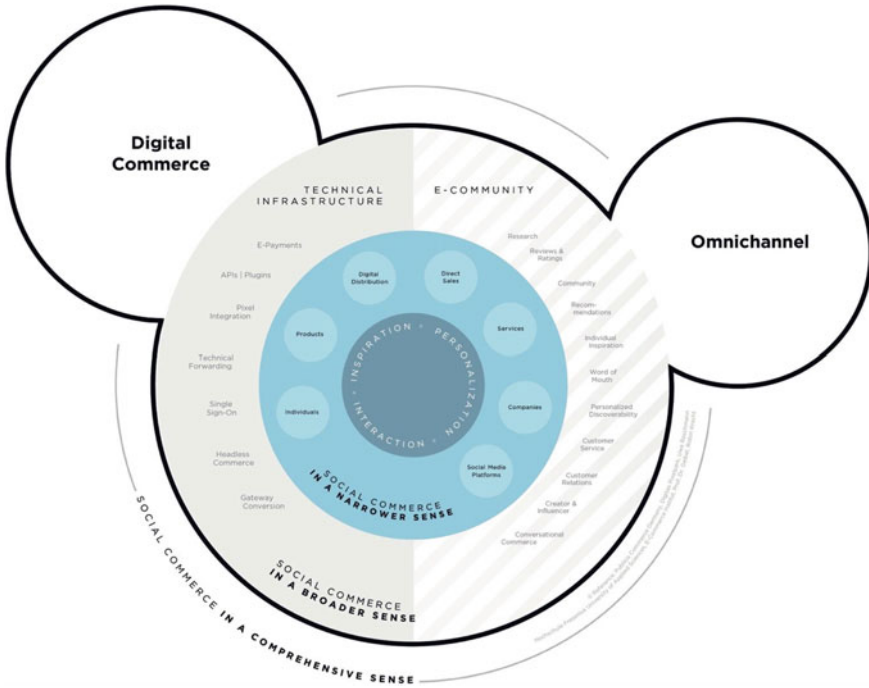 Digital
Commerce
Omnichannel
TECHNICAL
INFRASTRUCTURE
E-COMMUNITY
E-Payments
APIs | Plugins
Pixel
Integration
Technical
Forwarding
Single
Sign-On
Headless
Commerce
Gateway
Conversion
Research
Reviews &
Ratings
Community
Recom-
mendations
Individual
Inspiration
Word of
Mouth
Personalized
Discoverability
Customer
Service
Customer
Relations
Creator &
Influencer
Conversational
Commerce
Digital
Distribution
Direct
Sales
Products
Services
Individuals
Companies
Social Media
Platforms
INSPIRATION · PERSONALIZATION · INTERACTION ·
SOCIAL COMMERCE
IN A NARROWER SENSE
SOCIAL COMMERCE
IN A BROADER SENSE
SOCIAL COMMERCE IN A COMPREHENSIVE SENSE